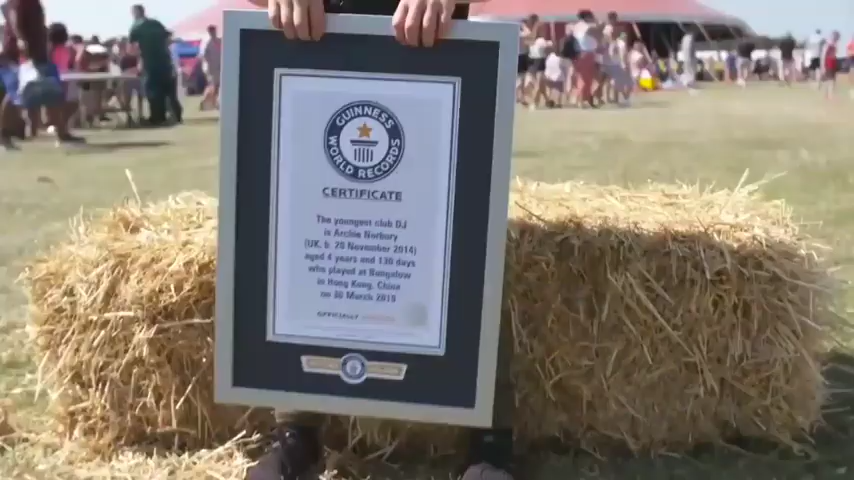 GUINNESS
WORLD RECORDS
CERTIFICATE
The youngest club DJ
is Archie Norbury
(UK, b. 20 November 2014)
aged 4 years and 130 days
who played at Bungalow
in Hong Kong, China
on 30 March 2019
OFFICIALLY